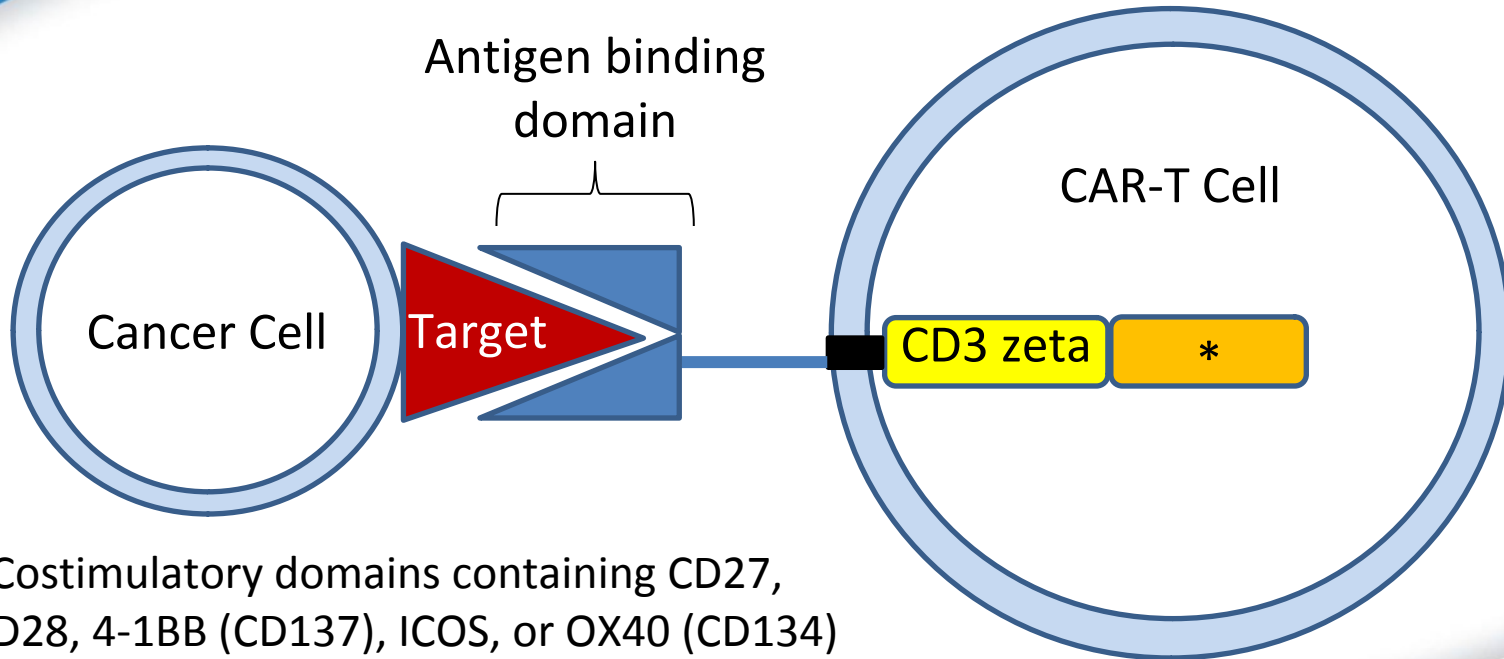 Antigen binding
domain
CAR-T Cell
Cancer Cell
Target
CD3 zeta
*
Costimulatory domains containing CD27,
D28, 4-1BB (CD137), ICOS, or OX40 (CD134)